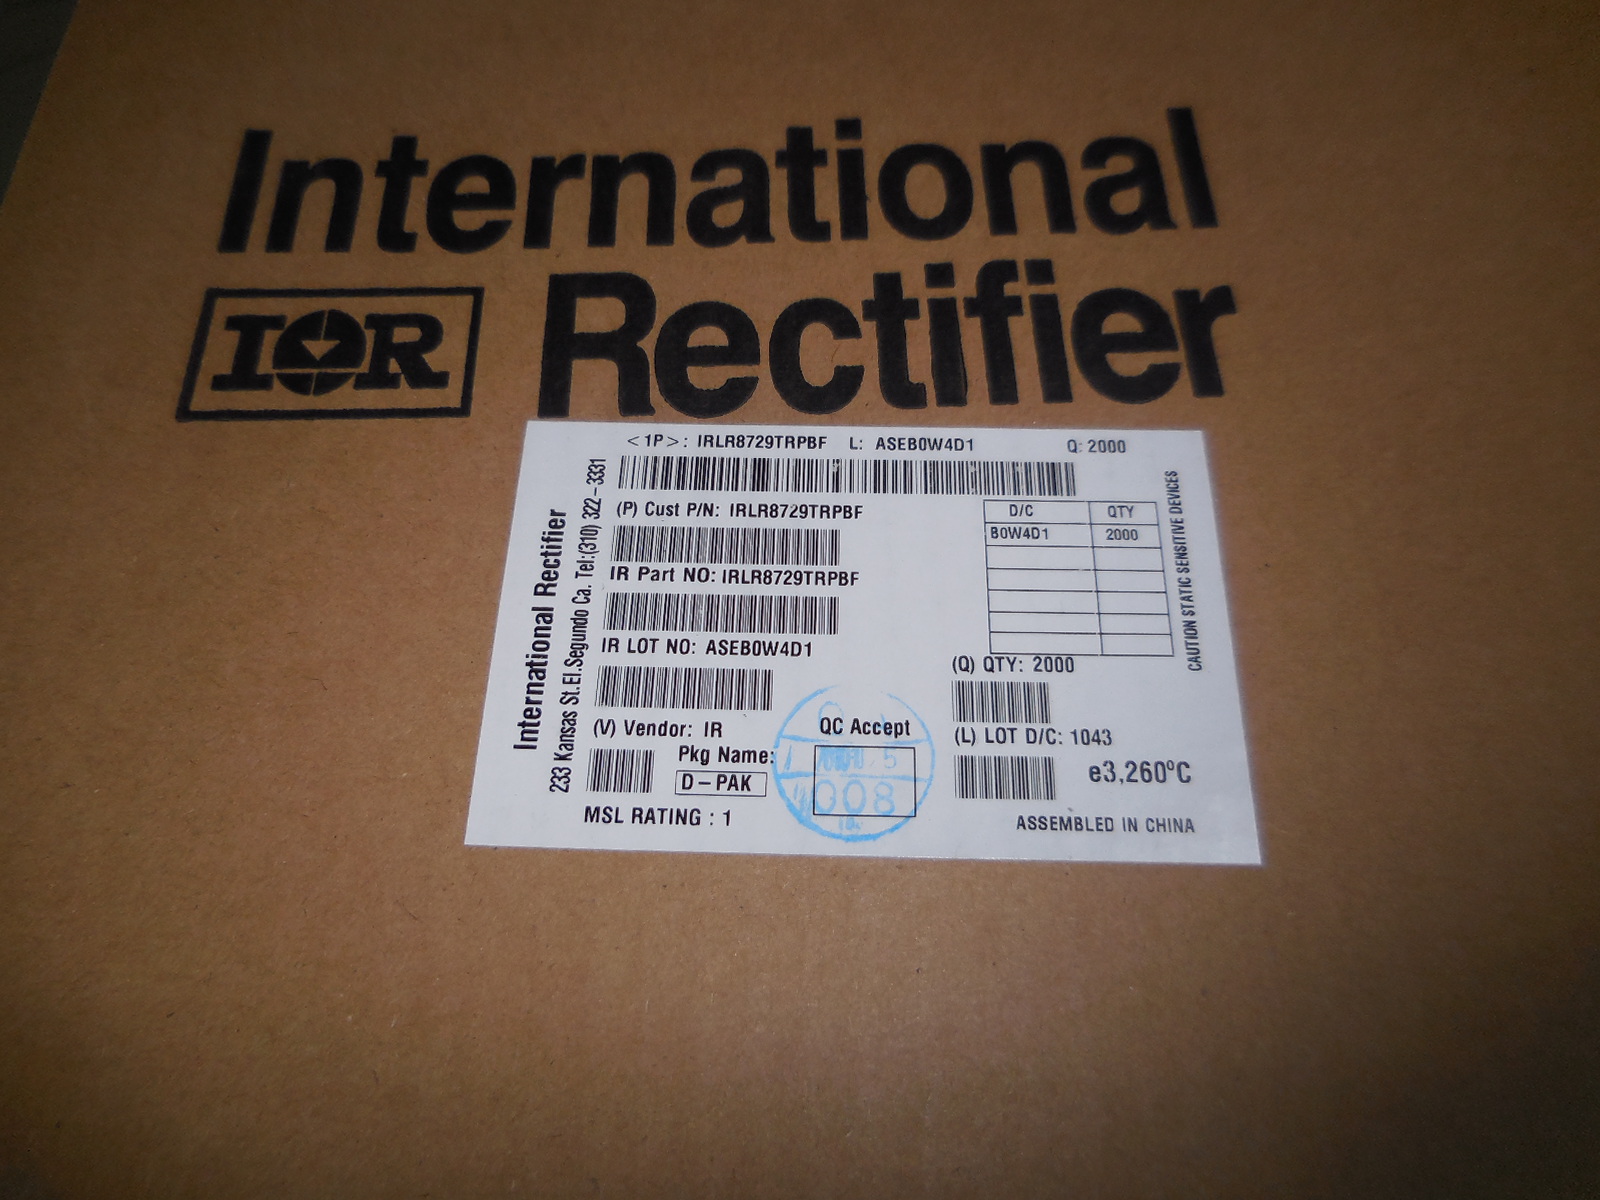 International
IOR Rectifier
<1P>: IRLR8729TRPBF L: ASEB0W4D1 Q: 2000
(P) Cust P/N: IRLR8729TRPBF
IR Part NO: IRLR8729TRPBF
IR LOT NO: ASEB0W4D1
(V) Vendor: IR
Pkg Name:
D-PAK
MSL RATING : 1
International Rectifier
233 Kansas St.El.Segundo Ca. Tel:(310) 322-3331
D/C QTY
B0W4D1 2000
(Q) QTY: 2000
(L) LOT D/C: 1043
e3,260ºC
ASSEMBLED IN CHINA
QC Accept
008
CAUTION STATIC SENSITIVE DEVICES